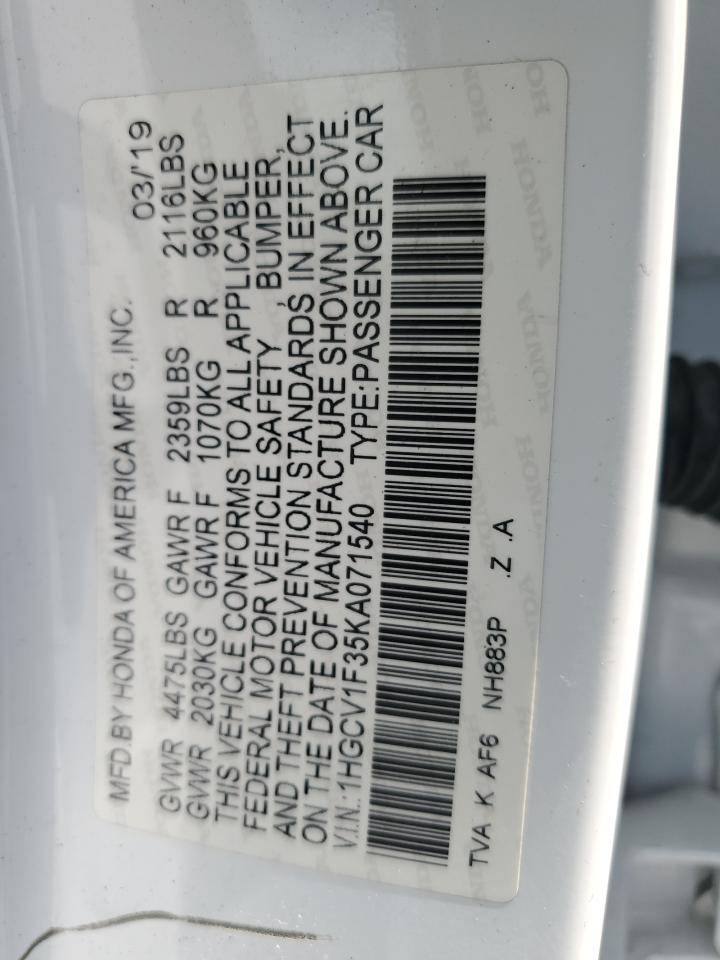 MFD.BY HONDA OF AMERICA MFG.,INC. 03/'19
GVWR 4475LBS GAWR F 2359LBS R 2116LBS
GVWR 2030KG GAWR F 1070KG R 960KG
THIS VEHICLE CONFORMS TO ALL APPLICABLE
FEDERAL MOTOR VEHICLE SAFETY , BUMPER,
AND THEFT PREVENTION STANDARDS IN EFFECT
ON THE DATE OF MANUFACTURE SHOWN ABOVE.
V.I.N.:1HGCV1F35KA071540 TYPE:PASSENGER CAR
TVA K AF6 NH883P .Z .A